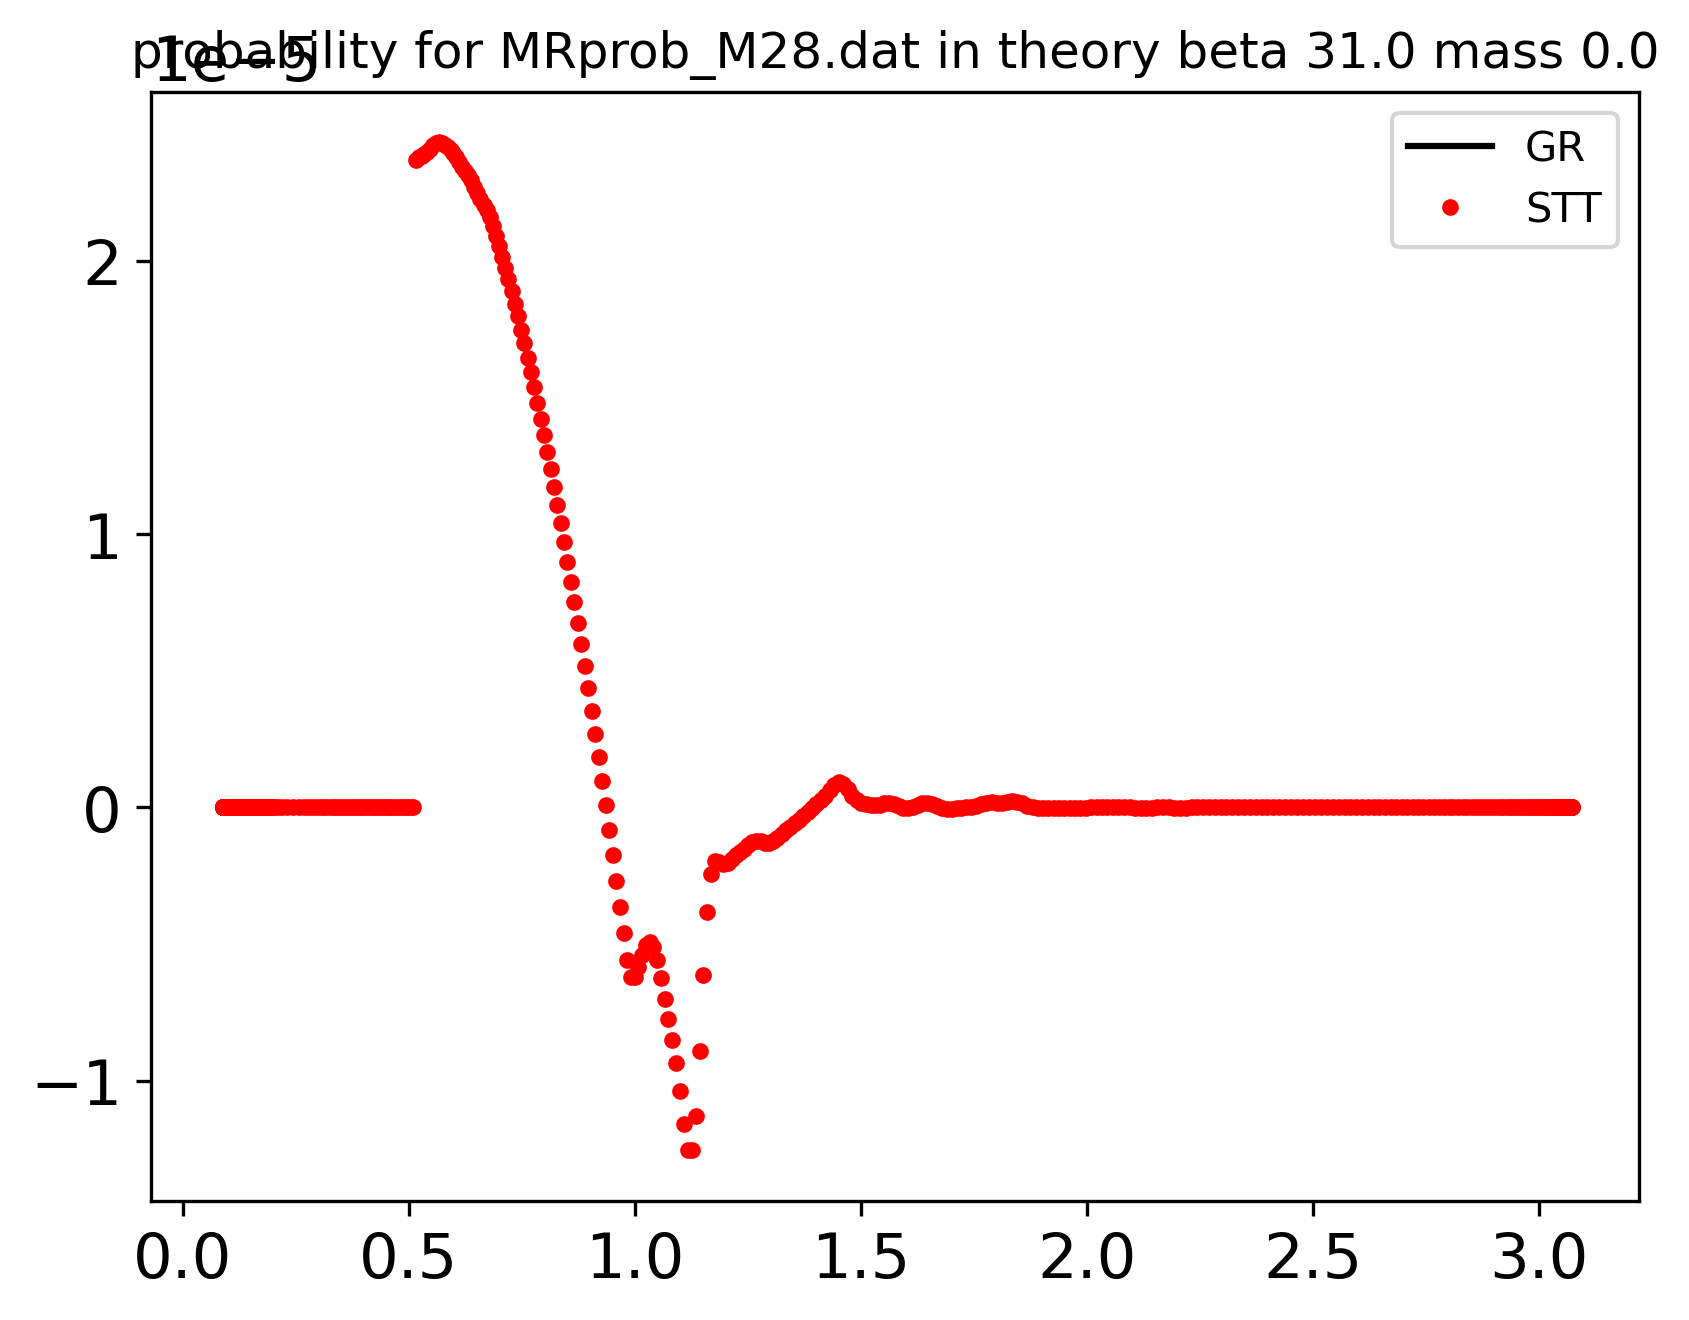 probability for MRprob_M28.dat in theory beta 31.0 mass 0.0
1e−5
GR
STT
2
1
0
−1
0.0 0.5 1.0 1.5 2.0 2.5 3.0